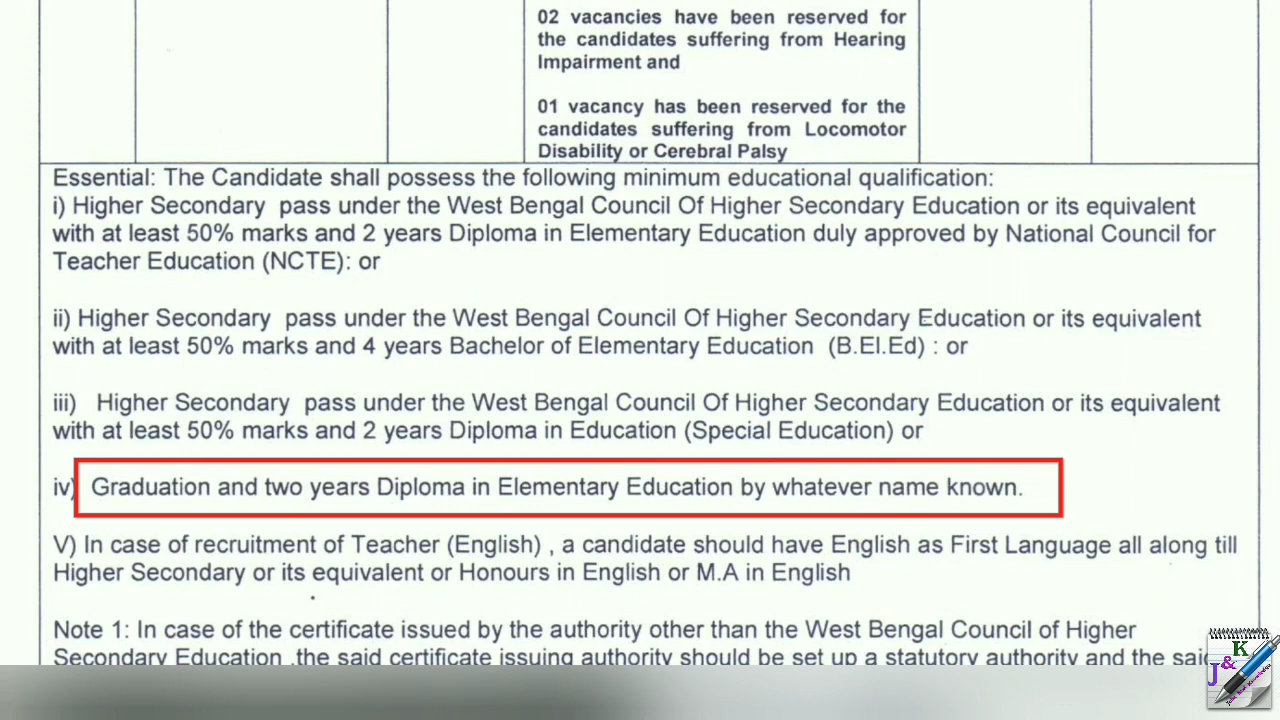 02 vacancies have been reserved for
the candidates suffering from Hearing
Impairment and
01 vacancy has been reserved for the
candidates suffering from Locomotor
Disability or Cerebral Palsy
Essential: The Candidate shall possess the following minimum educational qualification:
i) Higher Secondary pass under the West Bengal Council Of Higher Secondary Education or its equivalent
with at least 50% marks and 2 years Diploma in Elementary Education duly approved by National Council for
Teacher Education (NCTE): or
ii) Higher Secondary pass under the West Bengal Council Of Higher Secondary Education or its equivalent
with at least 50% marks and 4 years Bachelor of Elementary Education (B.El.Ed) : or
iii) Higher Secondary pass under the West Bengal Council Of Higher Secondary Education or its equivalent
with at least 50% marks and 2 years Diploma in Education (Special Education) or
iv) Graduation and two years Diploma in Elementary Education by whatever name known.
V) In case of recruitment of Teacher (English) , a candidate should have English as First Language all along till
Higher Secondary or its equivalent or Honours in English or M.A in English
Note 1: In case of the certificate issued by the authority other than the West Bengal Council of Higher
Secondary Education ,the said certificate issuing authority should be set up a statutory authority and the said
J&K